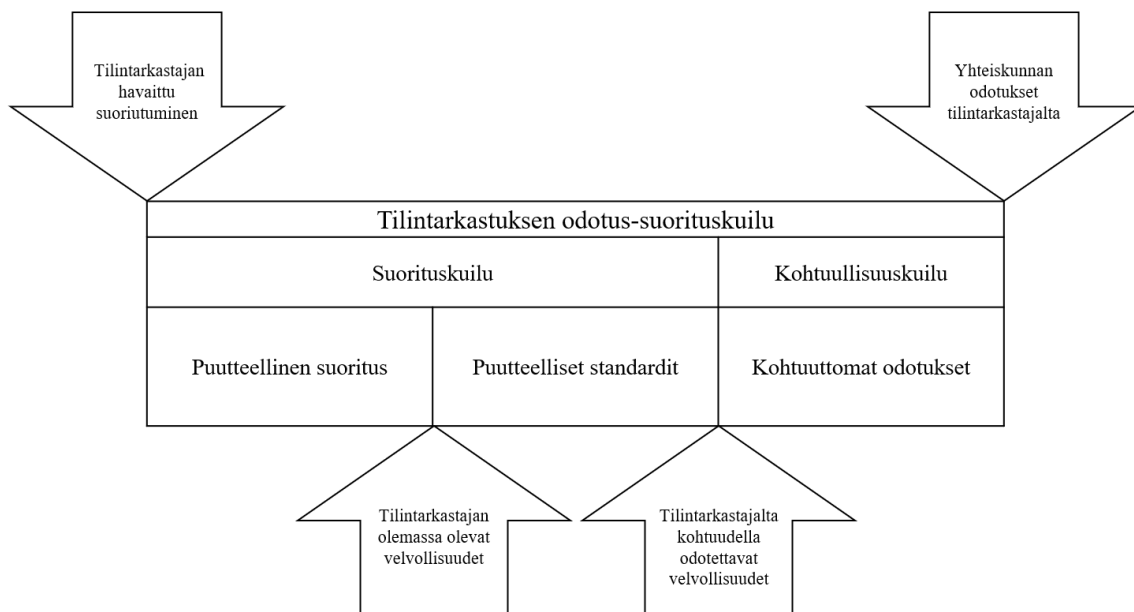 Tilintarkastajan
havaittu
suoriutuminen
Yhteiskunnan
odotukset
tilintarkastajalta
Tilintarkastuksen odotus-suorituskuilu
Suorituskuilu
Kohtuullisuuskuilu
Puutteellinen suoritus
Puutteelliset standardit
Kohtuuttomat odotukset
Tilintarkastajan
olemassa olevat
velvollisuudet
Tilintarkastajalta
kohtuudella
odotettavat
velvollisuudet